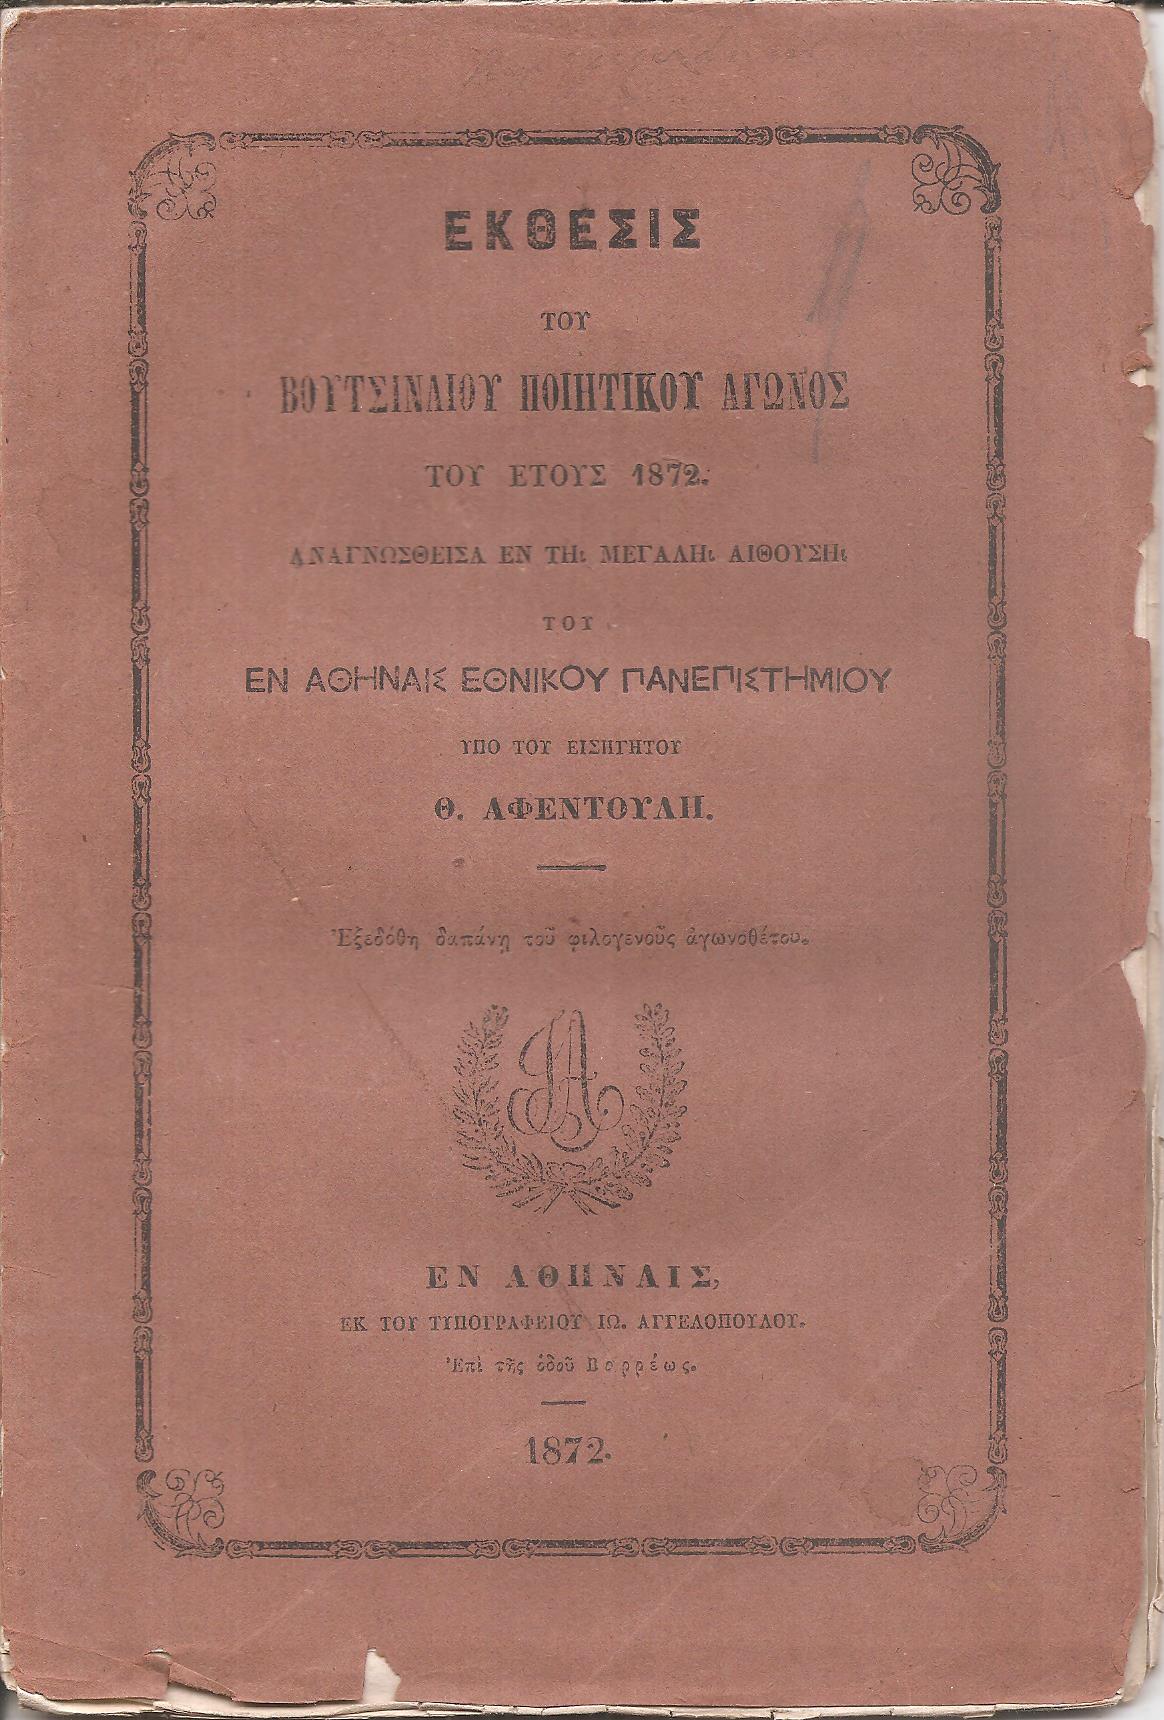 ΕΚΘΕΣΙΣ
ΤΟΥ
ΒΟΥΤΣΙΝΑΙΟΥ ΠΟΙΗΤΙΚΟΥ ΑΓΩΝΟΣ
ΤΟΥ ΕΤΟΥΣ 1872.
ΑΝΑΓΝΩΣΘΕΙΣΑ ΕΝ ΤΗι ΜΕΓΑΛΗι ΑΙΘΟΥΣΗι
ΤΟΥ
ΕΝ ΑΘΗΝΑΙΣ ΕΘΝΙΚΟΥ ΠΑΝΕΠΙΣΤΗΜΙΟΥ
ΥΠΟ ΤΟΥ ΕΙΣΗΓΗΤΟΥ
Θ. ΑΦΕΝΤΟΥΛΗ.
Ἐξεδόθη δαπάνῃ τοῦ φιλογενοῦς ἀγωνοθέτου.
ΙΑ
ΕΝ ΑΘΗΝΑΙΣ,
ΕΚ ΤΟΥ ΤΥΠΟΓΡΑΦΕΙΟΥ ΙΩ. ΑΓΓΕΛΟΠΟΥΛΟΥ.
Ἐπὶ τῆς ὁδοῦ Βορρέως.
1872.